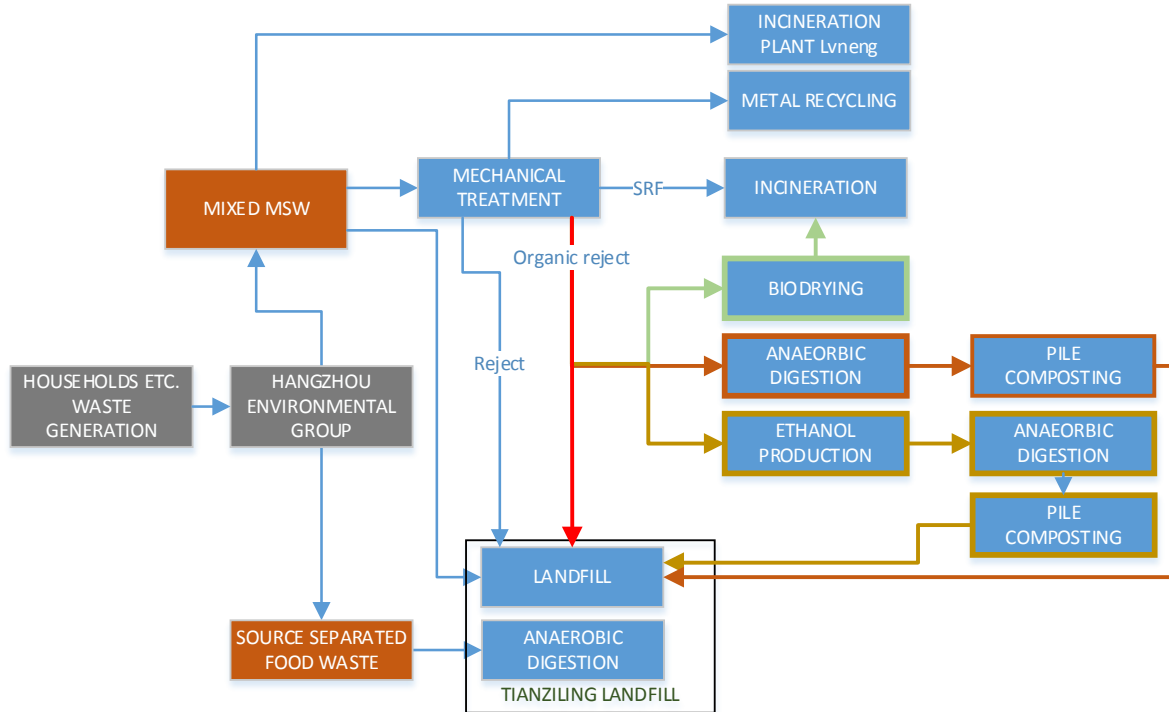 INCINERATION
PLANT Lvneng
METAL RECYCLING
MECHANICAL
TREATMENT
SRF
INCINERATION
MIXED MSW
Organic reject
BIODRYING
Reject
ANAEORBIC
DIGESTION
PILE
COMPOSTING
HOUSEHOLDS ETC.
WASTE
GENERATION
HANGZHOU
ENVIRONMENTAL
GROUP
ETHANOL
PRODUCTION
ANAEORBIC
DIGESTION
PILE
COMPOSTING
LANDFILL
SOURCE SEPARATED
FOOD WASTE
ANAEROBIC
DIGESTION
TIANZILING LANDFILL